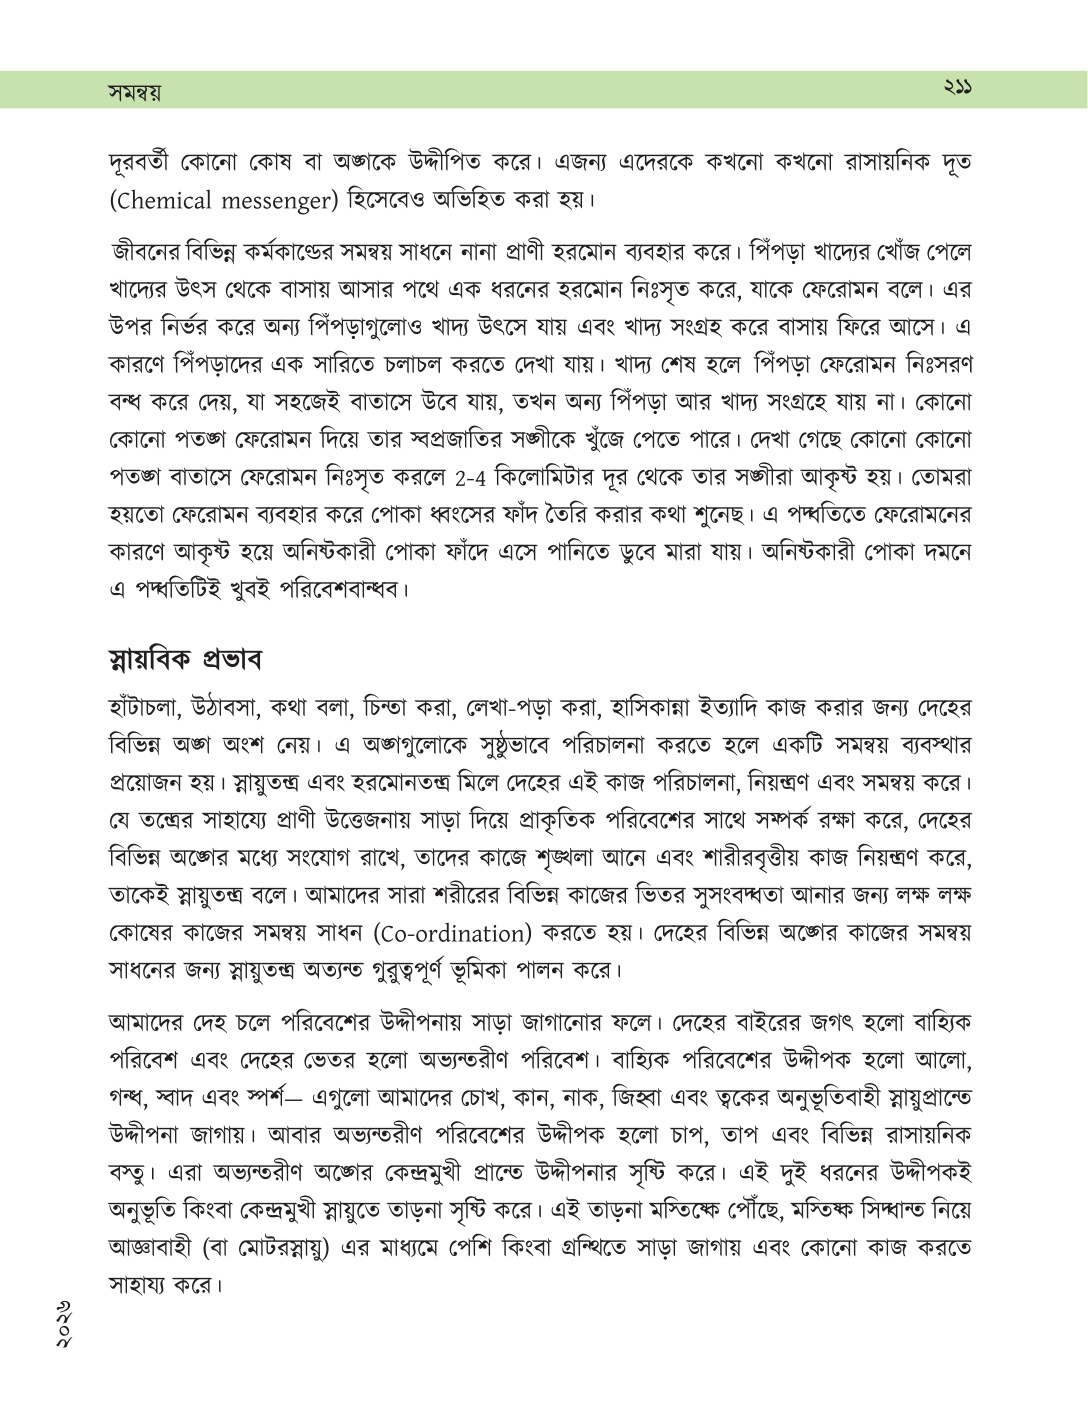 সমন্বয়
২১১
দূরবর্তী কোনো কোষ বা অঙ্গকে উদ্দীপিত করে। এজন্য এদেরকে কখনো কখনো রাসায়নিক দূত
(Chemical messenger) হিসেবেও অভিহিত করা হয়।
জীবনের বিভিন্ন কর্মকাণ্ডের সমন্বয় সাধনে নানা প্রাণী হরমোন ব্যবহার করে। পিঁপড়া খাদ্যের খোঁজ পেলে
খাদ্যের উৎস থেকে বাসায় আসার পথে এক ধরনের হরমোন নিঃসৃত করে, যাকে ফেরোমন বলে। এর
উপর নির্ভর করে অন্য পিঁপড়াগুলোও খাদ্য উৎসে যায় এবং খাদ্য সংগ্রহ করে বাসায় ফিরে আসে। এ
কারণে পিঁপড়াদের এক সারিতে চলাচল করতে দেখা যায়। খাদ্য শেষ হলে পিঁপড়া ফেরোমন নিঃসরণ
বন্ধ করে দেয়, যা সহজেই বাতাসে উবে যায়, তখন অন্য পিঁপড়া আর খাদ্য সংগ্রহে যায় না। কোনো
কোনো পতঙ্গ ফেরোমন দিয়ে তার স্বপ্রজাতির সঙ্গীকে খুঁজে পেতে পারে। দেখা গেছে কোনো কোনো
পতঙ্গ বাতাসে ফেরোমন নিঃসৃত করলে 2-4 কিলোমিটার দূর থেকে তার সঙ্গীরা আকৃষ্ট হয়। তোমরা
হয়তো ফেরোমন ব্যবহার করে পোকা ধ্বংসের ফাঁদ তৈরি করার কথা শুনেছ। এ পদ্ধতিতে ফেরোমনের
কারণে আকৃষ্ট হয়ে অনিষ্টকারী পোকা ফাঁদে এসে পানিতে ডুবে মারা যায়। অনিষ্টকারী পোকা দমনে
এ পদ্ধতিটিই খুবই পরিবেশবান্ধব।
স্নায়বিক প্রভাব
হাঁটাচলা, উঠাবসা, কথা বলা, চিন্তা করা, লেখা-পড়া করা, হাসিকান্না ইত্যাদি কাজ করার জন্য দেহের
বিভিন্ন অঙ্গ অংশ নেয়। এ অঙ্গগুলোকে সুষ্ঠুভাবে পরিচালনা করতে হলে একটি সমন্বয় ব্যবস্থার
প্রয়োজন হয়। স্নায়ুতন্ত্র এবং হরমোনতন্ত্র মিলে দেহের এই কাজ পরিচালনা, নিয়ন্ত্রণ এবং সমন্বয় করে।
যে তন্ত্রের সাহায্যে প্রাণী উত্তেজনায় সাড়া দিয়ে প্রাকৃতিক পরিবেশের সাথে সম্পর্ক রক্ষা করে, দেহের
বিভিন্ন অঙ্গের মধ্যে সংযোগ রাখে, তাদের কাজে শৃঙ্খলা আনে এবং শারীরবৃত্তীয় কাজ নিয়ন্ত্রণ করে,
তাকেই স্নায়ুতন্ত্র বলে। আমাদের সারা শরীরের বিভিন্ন কাজের ভিতর সুসংবদ্ধতা আনার জন্য লক্ষ লক্ষ
কোষের কাজের সমন্বয় সাধন (Co-ordination) করতে হয়। দেহের বিভিন্ন অঙ্গের কাজের সমন্বয়
সাধনের জন্য স্নায়ুতন্ত্র অত্যন্ত গুরুত্বপূর্ণ ভূমিকা পালন করে।
আমাদের দেহ চলে পরিবেশের উদ্দীপনায় সাড়া জাগানোর ফলে। দেহের বাইরের জগৎ হলো বাহ্যিক
পরিবেশ এবং দেহের ভেতর হলো অভ্যন্তরীণ পরিবেশ। বাহ্যিক পরিবেশের উদ্দীপক হলো আলো,
গন্ধ, স্বাদ এবং স্পর্শ— এগুলো আমাদের চোখ, কান, নাক, জিহ্বা এবং ত্বকের অনুভূতিবাহী স্নায়ুপ্রান্তে
উদ্দীপনা জাগায়। আবার অভ্যন্তরীণ পরিবেশের উদ্দীপক হলো চাপ, তাপ এবং বিভিন্ন রাসায়নিক
বস্তু। এরা অভ্যন্তরীণ অঙ্গের কেন্দ্রমুখী প্রান্তে উদ্দীপনার সৃষ্টি করে। এই দুই ধরনের উদ্দীপকই
অনুভূতি কিংবা কেন্দ্রমুখী স্নায়ুতে তাড়না সৃষ্টি করে। এই তাড়না মস্তিষ্কে পৌঁছে, মস্তিষ্ক সিদ্ধান্ত নিয়ে
আজ্ঞাবাহী (বা মোটরস্নায়ু) এর মাধ্যমে পেশি কিংবা গ্রন্থিতে সাড়া জাগায় এবং কোনো কাজ করতে
সাহায্য করে।
২০২৬